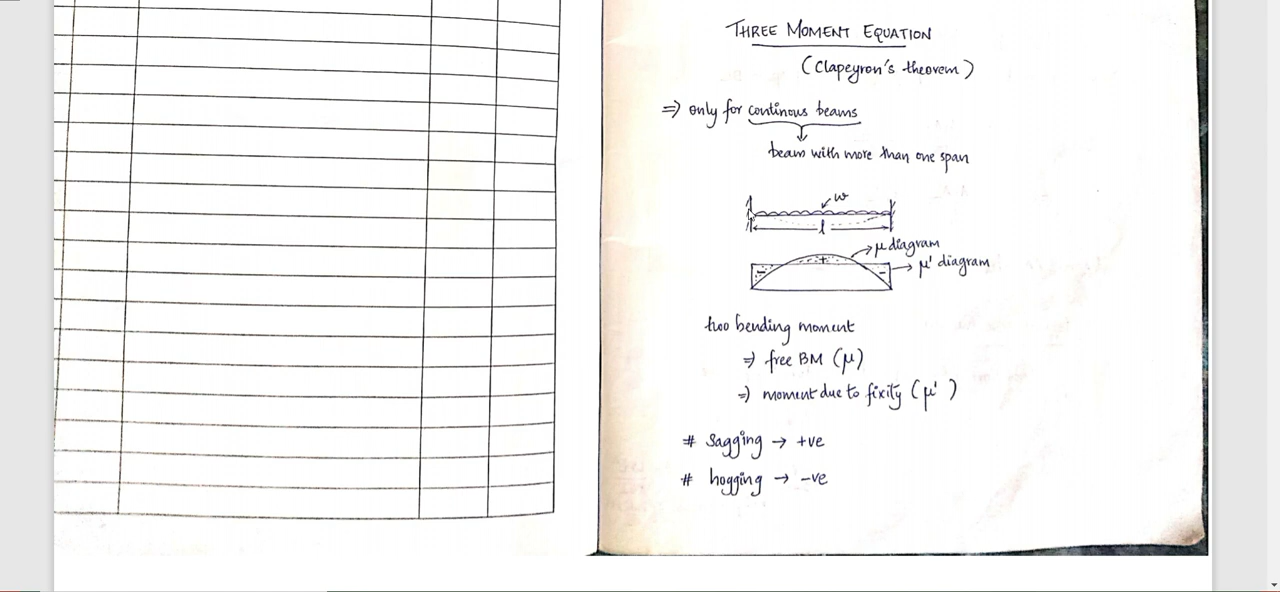 THREE MOMENT EQUATION
(Clapeyron's theorem)
⇒ only for continous beams
beam with more than one span
w
l
μ diagram
+
- - → μ' diagram
two bending moment
⇒ free BM (μ)
⇒ moment due to fixity (μ')
# Sagging → +ve
# hogging → -ve